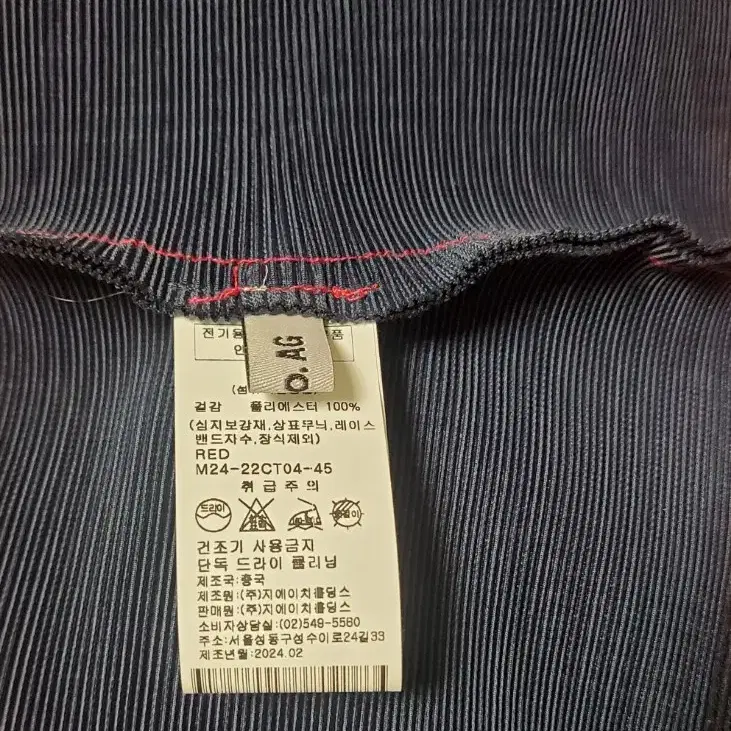 전기용 품
O. AG
겉감 폴리에스터 100%
(심지보강재,상표무늬,레이스
밴드자수,장식제외)
RED
M24-22CT04-45
취급주의
드라이
건조기 사용금지
단독 드라이 클리닝
제조국:중국
제조원:(주)지에이치홀딩스
판매원:(주)지에이치홀딩스
소비자상담실:(02)549-5580
주소:서울성동구성수이로24길33
제조년월:2024.02